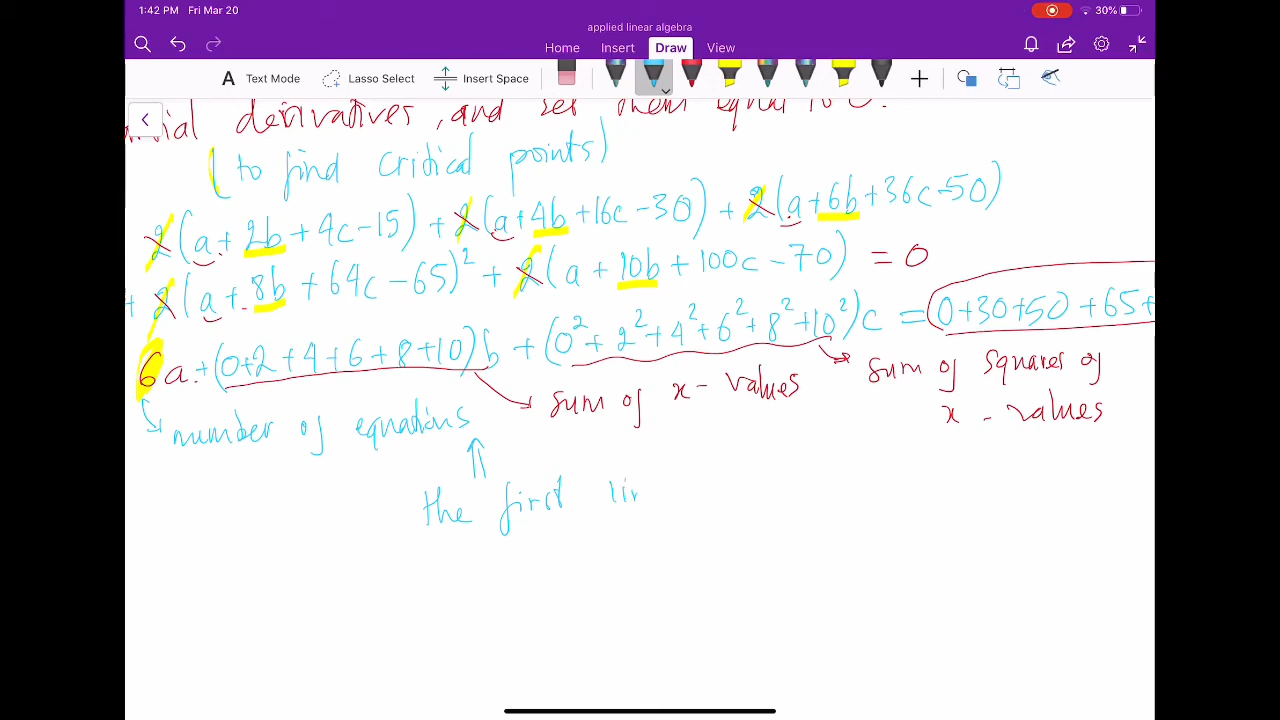 1:42 PM Fri Mar 20
30%
applied linear algebra
Home Insert Draw View
A Text Mode Lasso Select Insert Space
derivatives, and set them equal to 0.
(to find critical points)
2(a+2b+4c-15) + 2(a+4b+16c-30) + 2(a+6b+36c-50)
+ 2(a+8b+64c-65)² + 2(a+10b+100c-70) = 0
6a+(0+2+4+6+8+10)b+(0²+2²+4²+6²+8²+10²)c = 0+30+50+65+
sum of x-values
sum of squares of
x-values
number of equations
the first lin